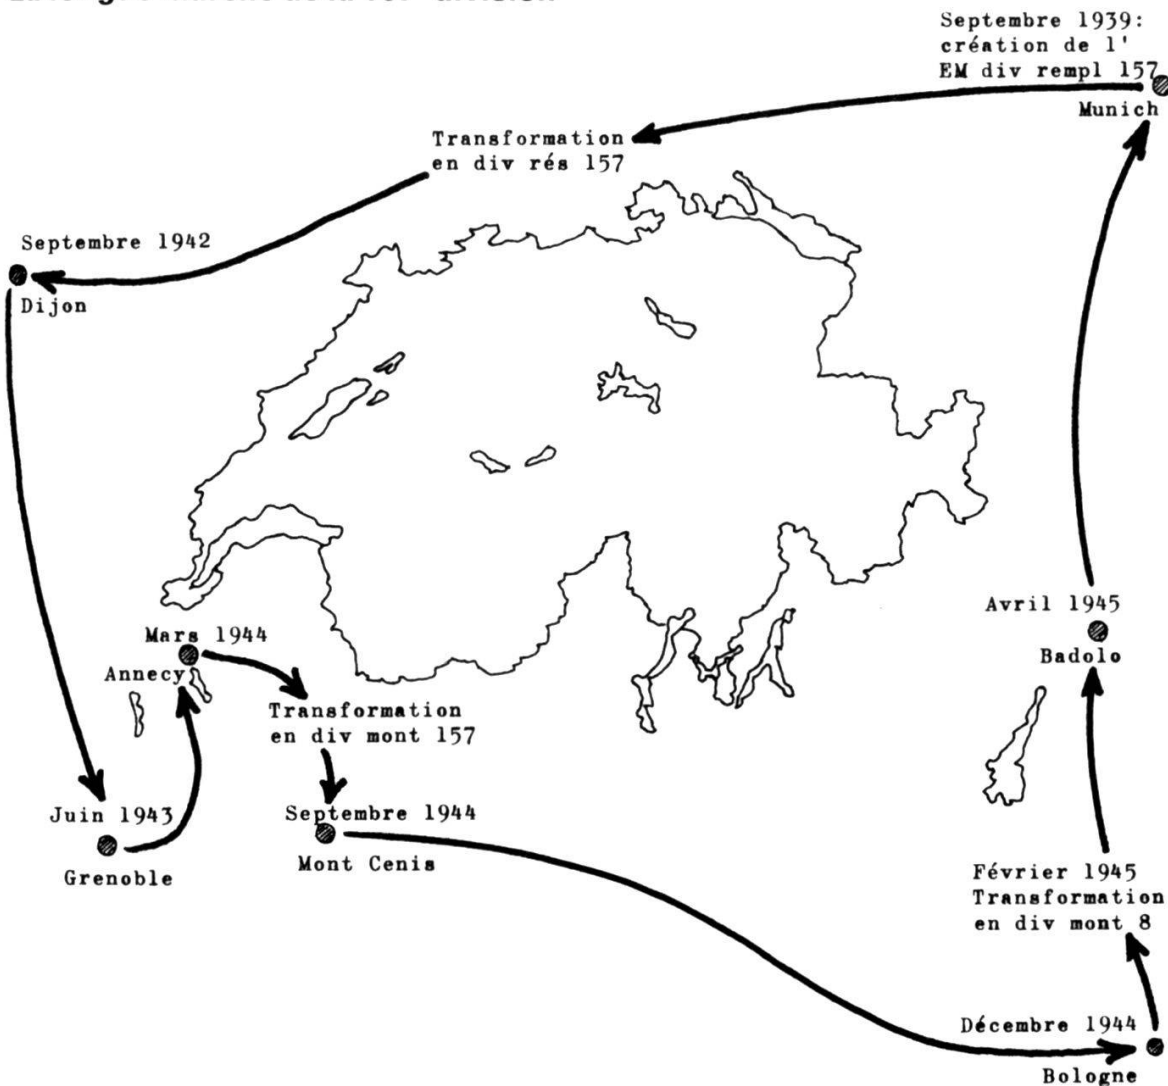 Septembre 1939:
création de l'
EM div rempl 157
Munich
Transformation
en div rés 157
Septembre 1942
Dijon
Juin 1943
Grenoble
Mars 1944
Annecy
Transformation
en div mont 157
Septembre 1944
Mont Cenis
Décembre 1944
Bologne
Février 1945
Transformation
en div mont 8
Avril 1945
Badolo